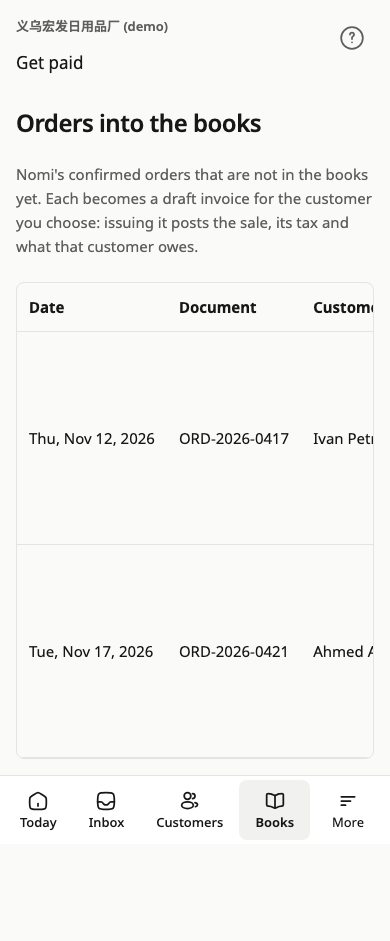 义乌宏发日用品厂 (demo)
Get paid
Orders into the books
Nomi's confirmed orders that are not in the books
yet. Each becomes a draft invoice for the customer
you choose: issuing it posts the sale, its tax and
what that customer owes.
Date Document Custome
Thu, Nov 12, 2026 ORD-2026-0417 Ivan Petr
Tue, Nov 17, 2026 ORD-2026-0421 Ahmed A
Today Inbox Customers Books More